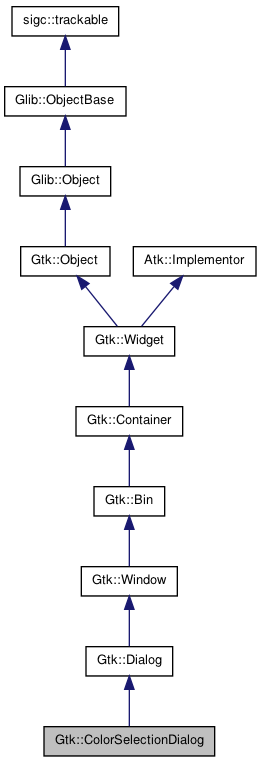 sigc::trackable
Glib::ObjectBase
Glib::Object
Gtk::Object
Atk::Implementor
Gtk::Widget
Gtk::Container
Gtk::Bin
Gtk::Window
Gtk::Dialog
Gtk::ColorSelectionDialog